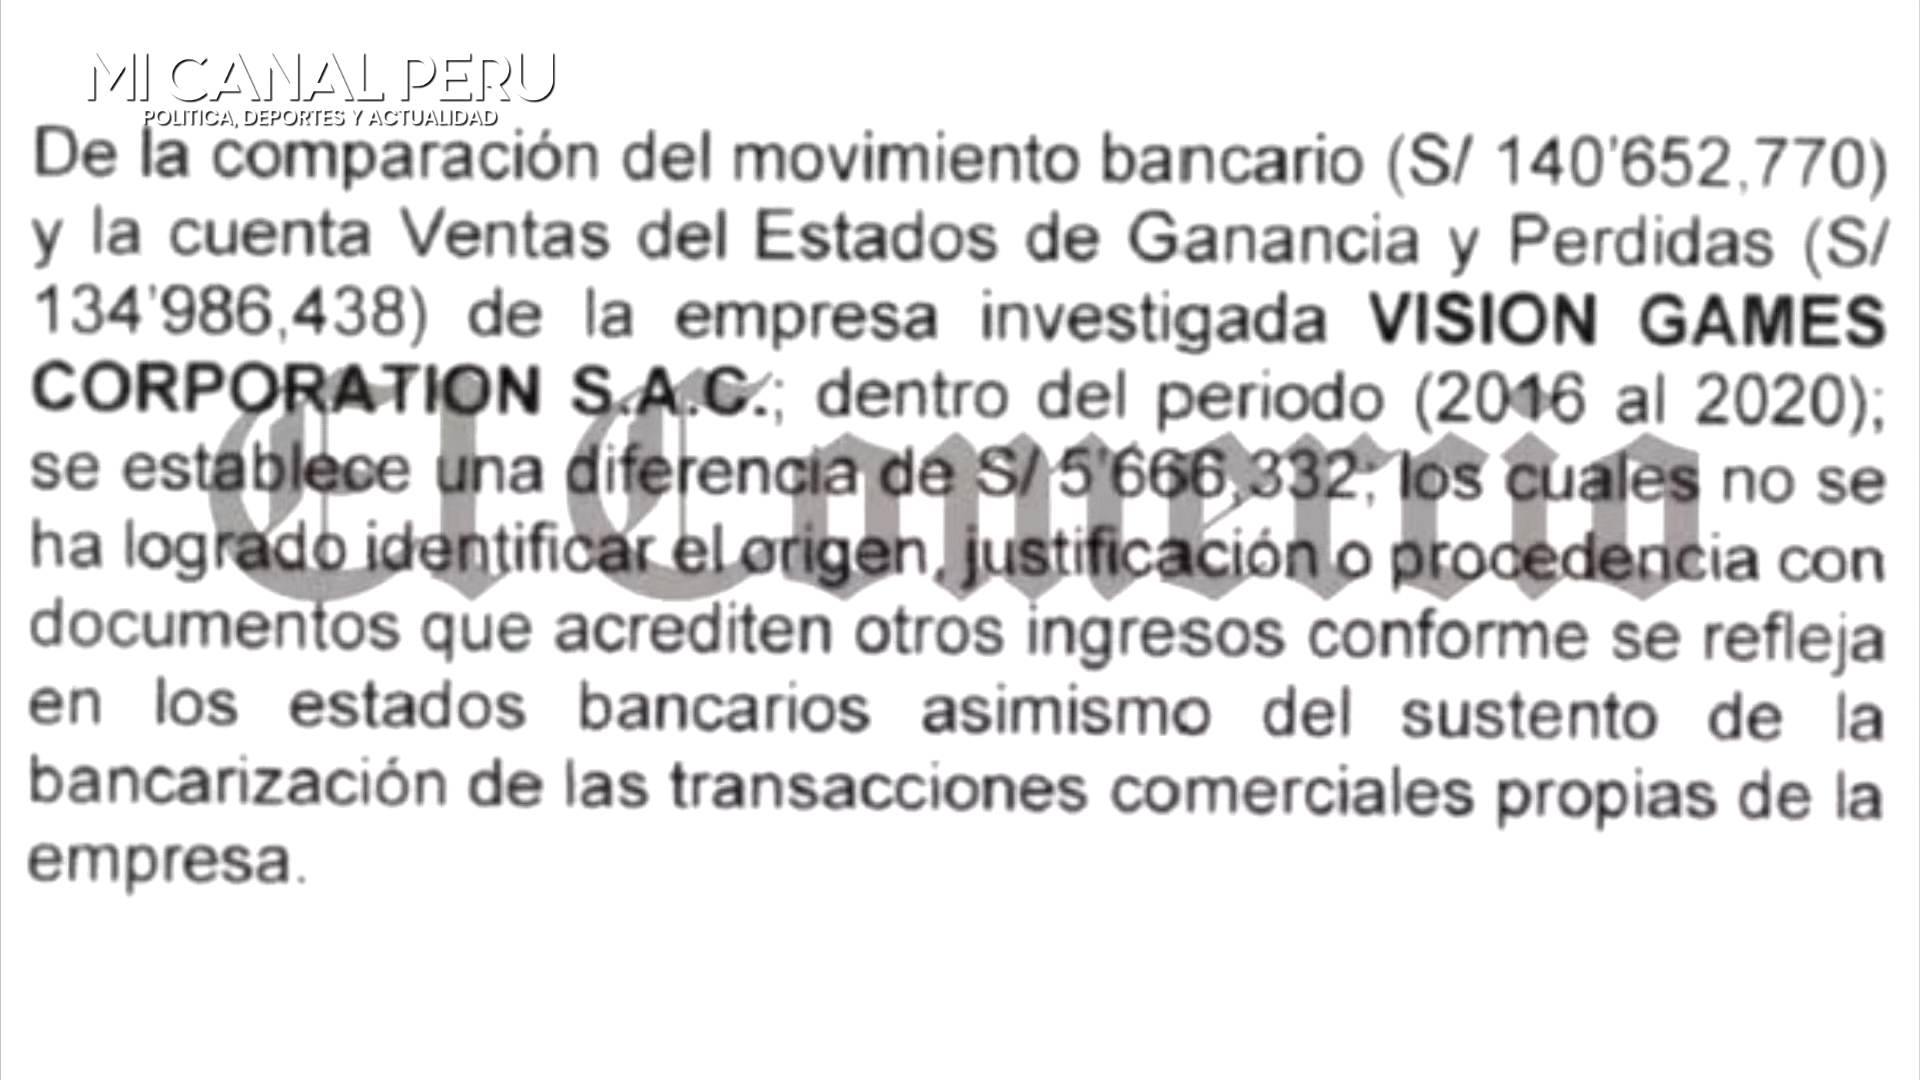 MI CANAL PERU
POLITICA, DEPORTES Y ACTUALIDAD
De la comparación del movimiento bancario (S/ 140'652,770)
y la cuenta Ventas del Estados de Ganancia y Perdidas (S/
134'986,438) de la empresa investigada VISION GAMES
CORPORATION S.A.C.; dentro del periodo (2016 al 2020);
se establece una diferencia de S/ 5'666,332; los cuales no se
ha logrado identificar el origen, justificación o procedencia con
documentos que acrediten otros ingresos conforme se refleja
en los estados bancarios asimismo del sustento de la
bancarización de las transacciones comerciales propias de la
empresa.
El Comercio